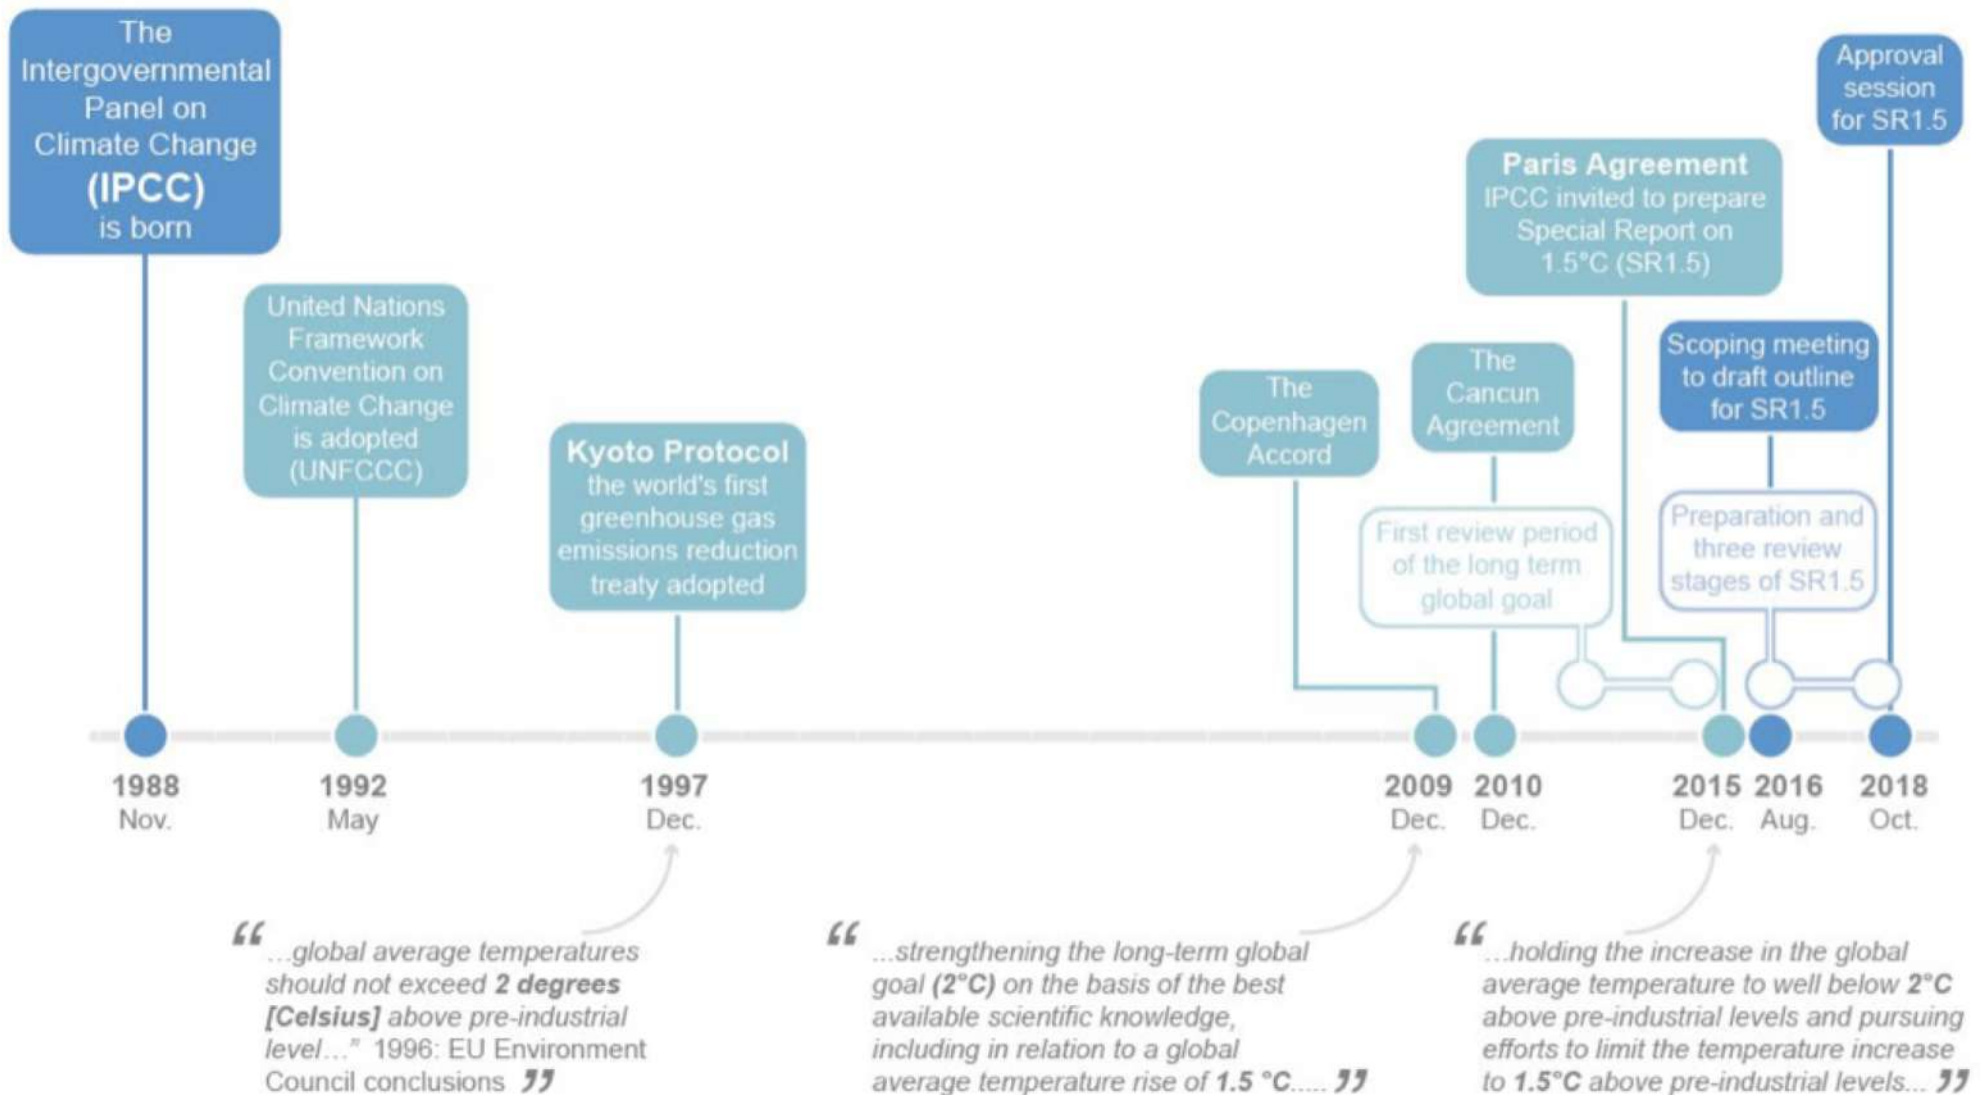 The
Intergovernmental
Panel on
Climate Change
(IPCC)
is born
United Nations
Framework
Convention on
Climate Change
is adopted
(UNFCCC)
Kyoto Protocol
the world's first
greenhouse gas
emissions reduction
treaty adopted
The
Copenhagen
Accord
The
Cancun
Agreement
First review period
of the long term
global goal
Paris Agreement
IPCC invited to prepare
Special Report on
1.5°C (SR1.5)
Scoping meeting
to draft outline
for SR1.5
Preparation and
three review
stages of SR1.5
Approval
session
for SR1.5
1988
Nov.
1992
May
1997
Dec.
2009
Dec.
2010
Dec.
2015
Dec.
2016
Aug.
2018
Oct.
“ ...global average temperatures
should not exceed 2 degrees
[Celsius] above pre-industrial
level...” 1996: EU Environment
Council conclusions ”
“ ...strengthening the long-term global
goal (2°C) on the basis of the best
available scientific knowledge,
including in relation to a global
average temperature rise of 1.5 °C..... ”
“ ...holding the increase in the global
average temperature to well below 2°C
above pre-industrial levels and pursuing
efforts to limit the temperature increase
to 1.5°C above pre-industrial levels... ”